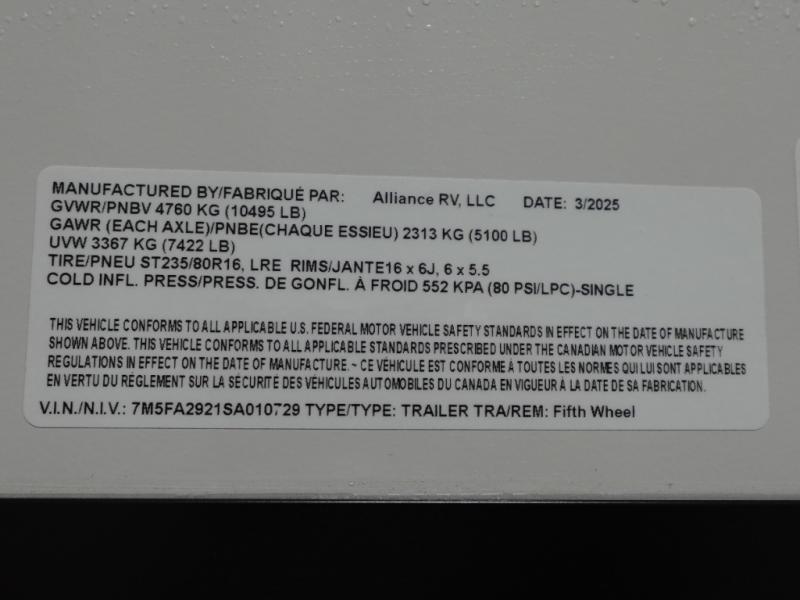 MANUFACTURED BY/FABRIQUÉ PAR: Alliance RV, LLC DATE: 3/2025
GVWR/PNBV 4760 KG (10495 LB)
GAWR (EACH AXLE)/PNBE(CHAQUE ESSIEU) 2313 KG (5100 LB)
UVW 3367 KG (7422 LB)
TIRE/PNEU ST235/80R16, LRE RIMS/JANTE16 x 6J, 6 x 5.5
COLD INFL. PRESS/PRESS. DE GONFL. À FROID 552 KPA (80 PSI/LPC)-SINGLE
THIS VEHICLE CONFORMS TO ALL APPLICABLE U.S. FEDERAL MOTOR VEHICLE SAFETY STANDARDS IN EFFECT ON THE DATE OF MANUFACTURE
SHOWN ABOVE. THIS VEHICLE CONFORMS TO ALL APPLICABLE STANDARDS PRESCRIBED UNDER THE CANADIAN MOTOR VEHICLE SAFETY
REGULATIONS IN EFFECT ON THE DATE OF MANUFACTURE. ~ CE VÉHICULE EST CONFORME À TOUTES LES NORMES QUI LUI SONT APPLICABLES
EN VERTU DU RÉGLEMENT SUR LA SÉCURITÉ DES VÉHICULES AUTOMOBILES DU CANADA EN VIGUEUR À LA DATE DE SA FABRICATION.
V.I.N./N.I.V.: 7M5FA2921SA010729 TYPE/TYPE: TRAILER TRA/REM: Fifth Wheel